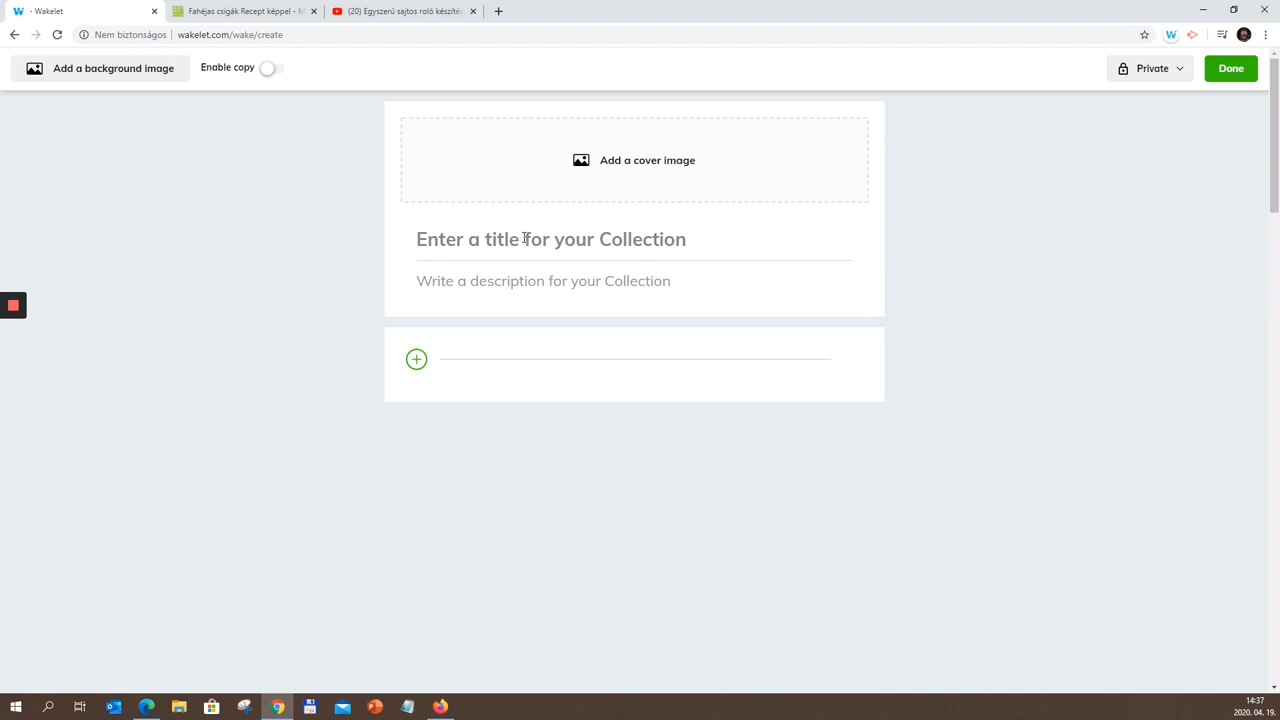 - Wakelet
Fahéjas csigák Recept képpel - M
(20) Egyszerű sajtos roló készítés
Nem biztonságos
wakelet.com/wake/create
Add a background image
Enable copy
Private
Done
Add a cover image
Enter a title for your Collection
Write a description for your Collection
14:37
2020. 04. 19.